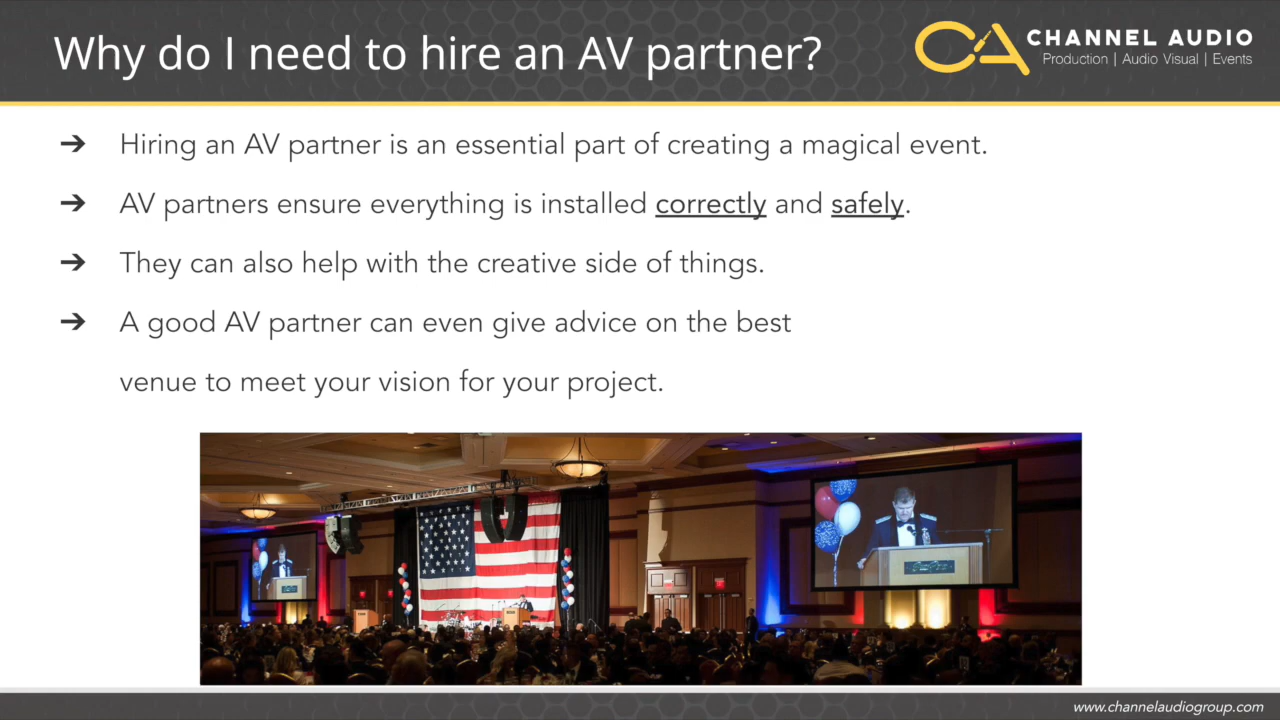 Why do I need to hire an AV partner?
CHANNEL AUDIO
Production | Audio Visual | Events
➔ Hiring an AV partner is an essential part of creating a magical event.
➔ AV partners ensure everything is installed correctly and safely.
➔ They can also help with the creative side of things.
➔ A good AV partner can even give advice on the best
venue to meet your vision for your project.
www.channelaudiogroup.com